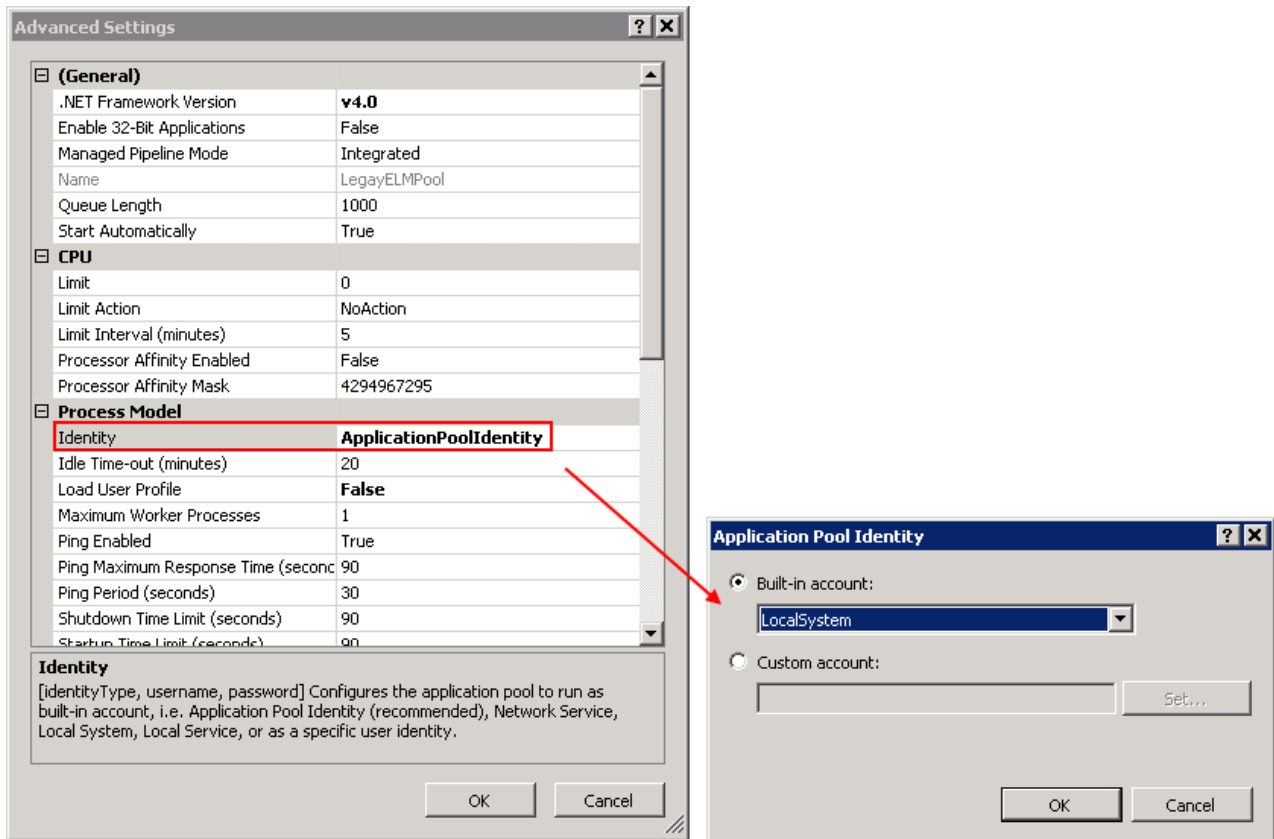 Advanced Settings
(General)
.NET Framework Version v4.0
Enable 32-Bit Applications False
Managed Pipeline Mode Integrated
Name LegayELMPool
Queue Length 1000
Start Automatically True
CPU
Limit 0
Limit Action NoAction
Limit Interval (minutes) 5
Processor Affinity Enabled False
Processor Affinity Mask 4294967295
Process Model
Identity ApplicationPoolIdentity
Idle Time-out (minutes) 20
Load User Profile False
Maximum Worker Processes 1
Ping Enabled True
Ping Maximum Response Time (seconc 90
Ping Period (seconds) 30
Shutdown Time Limit (seconds) 90
Startup Time Limit (seconds) 90
Identity
[identityType, username, password] Configures the application pool to run as
built-in account, i.e. Application Pool Identity (recommended), Network Service,
Local System, Local Service, or as a specific user identity.
OK Cancel
Application Pool Identity
Built-in account:
LocalSystem
Custom account:
Set...
OK Cancel